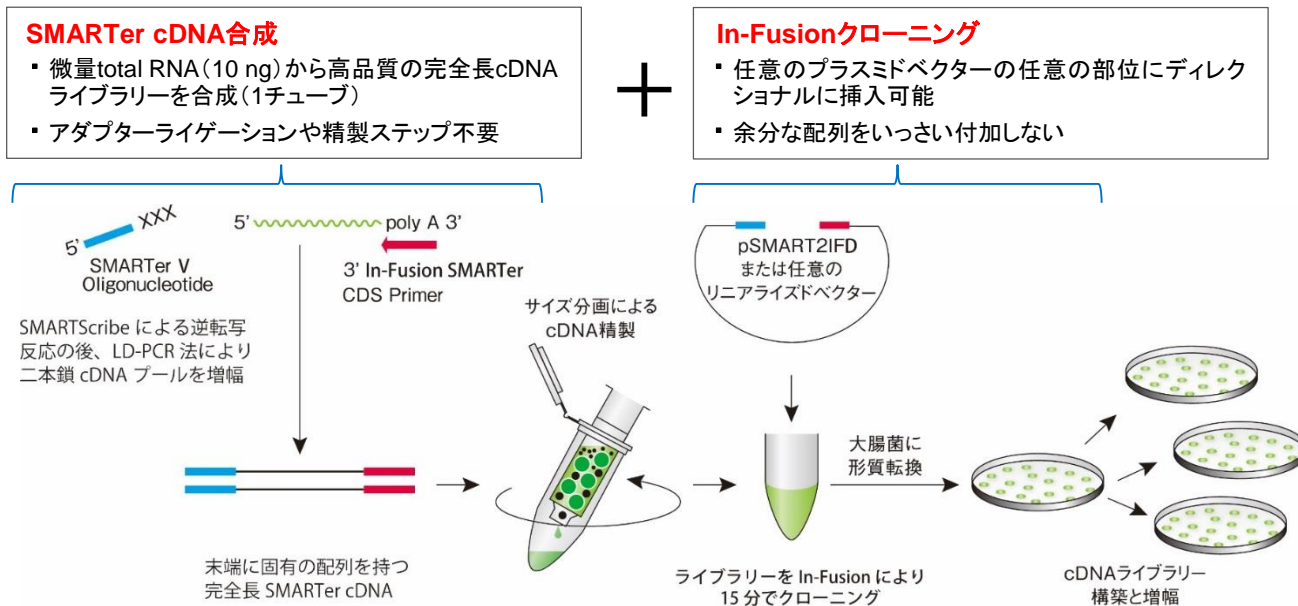 SMARTer cDNA合成
▪ 微量total RNA（10 ng）から高品質の完全長cDNA
ライブラリーを合成（1チューブ）
▪ アダプターライゲーションや精製ステップ不要
+
In-Fusionクローニング
▪ 任意のプラスミドベクターの任意の部位にディレク
ショナルに挿入可能
▪ 余分な配列をいっさい付加しない
XXX
5'
SMARTer V
Oligonucleotide
5' poly A 3'
3' In-Fusion SMARTer
CDS Primer
SMARTScribe による逆転写
反応の後、LD-PCR 法により
二本鎖 cDNA プールを増幅
末端に固有の配列を持つ
完全長 SMARTer cDNA
サイズ分画による
cDNA精製
pSMART2IFD
または任意の
リニアライズドベクター
ライブラリーを In-Fusion により
15 分でクローニング
大腸菌に
形質転換
cDNAライブラリー
構築と増幅